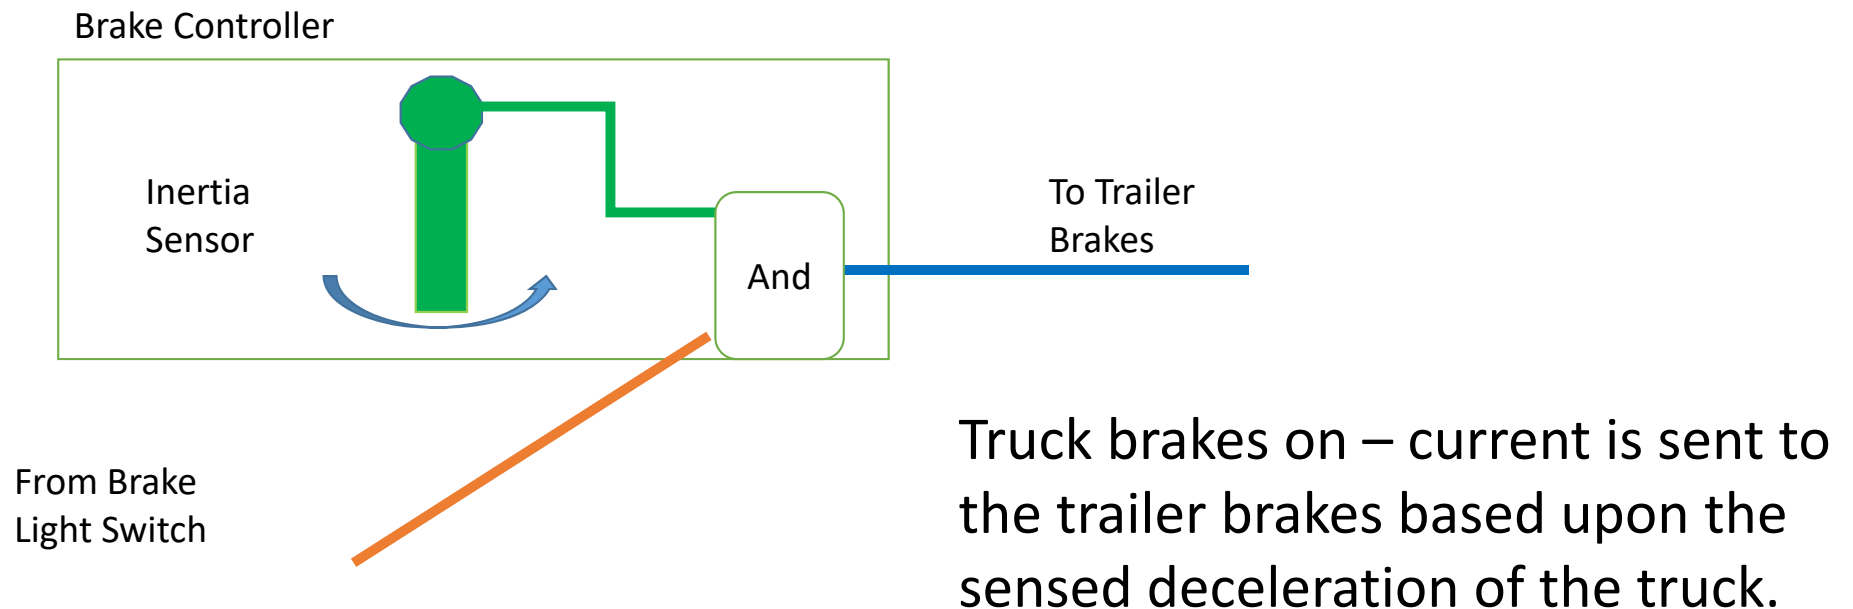 Brake Controller
Inertia
Sensor
And
To Trailer
Brakes
From Brake
Light Switch
Truck brakes on – current is sent to
the trailer brakes based upon the
sensed deceleration of the truck.